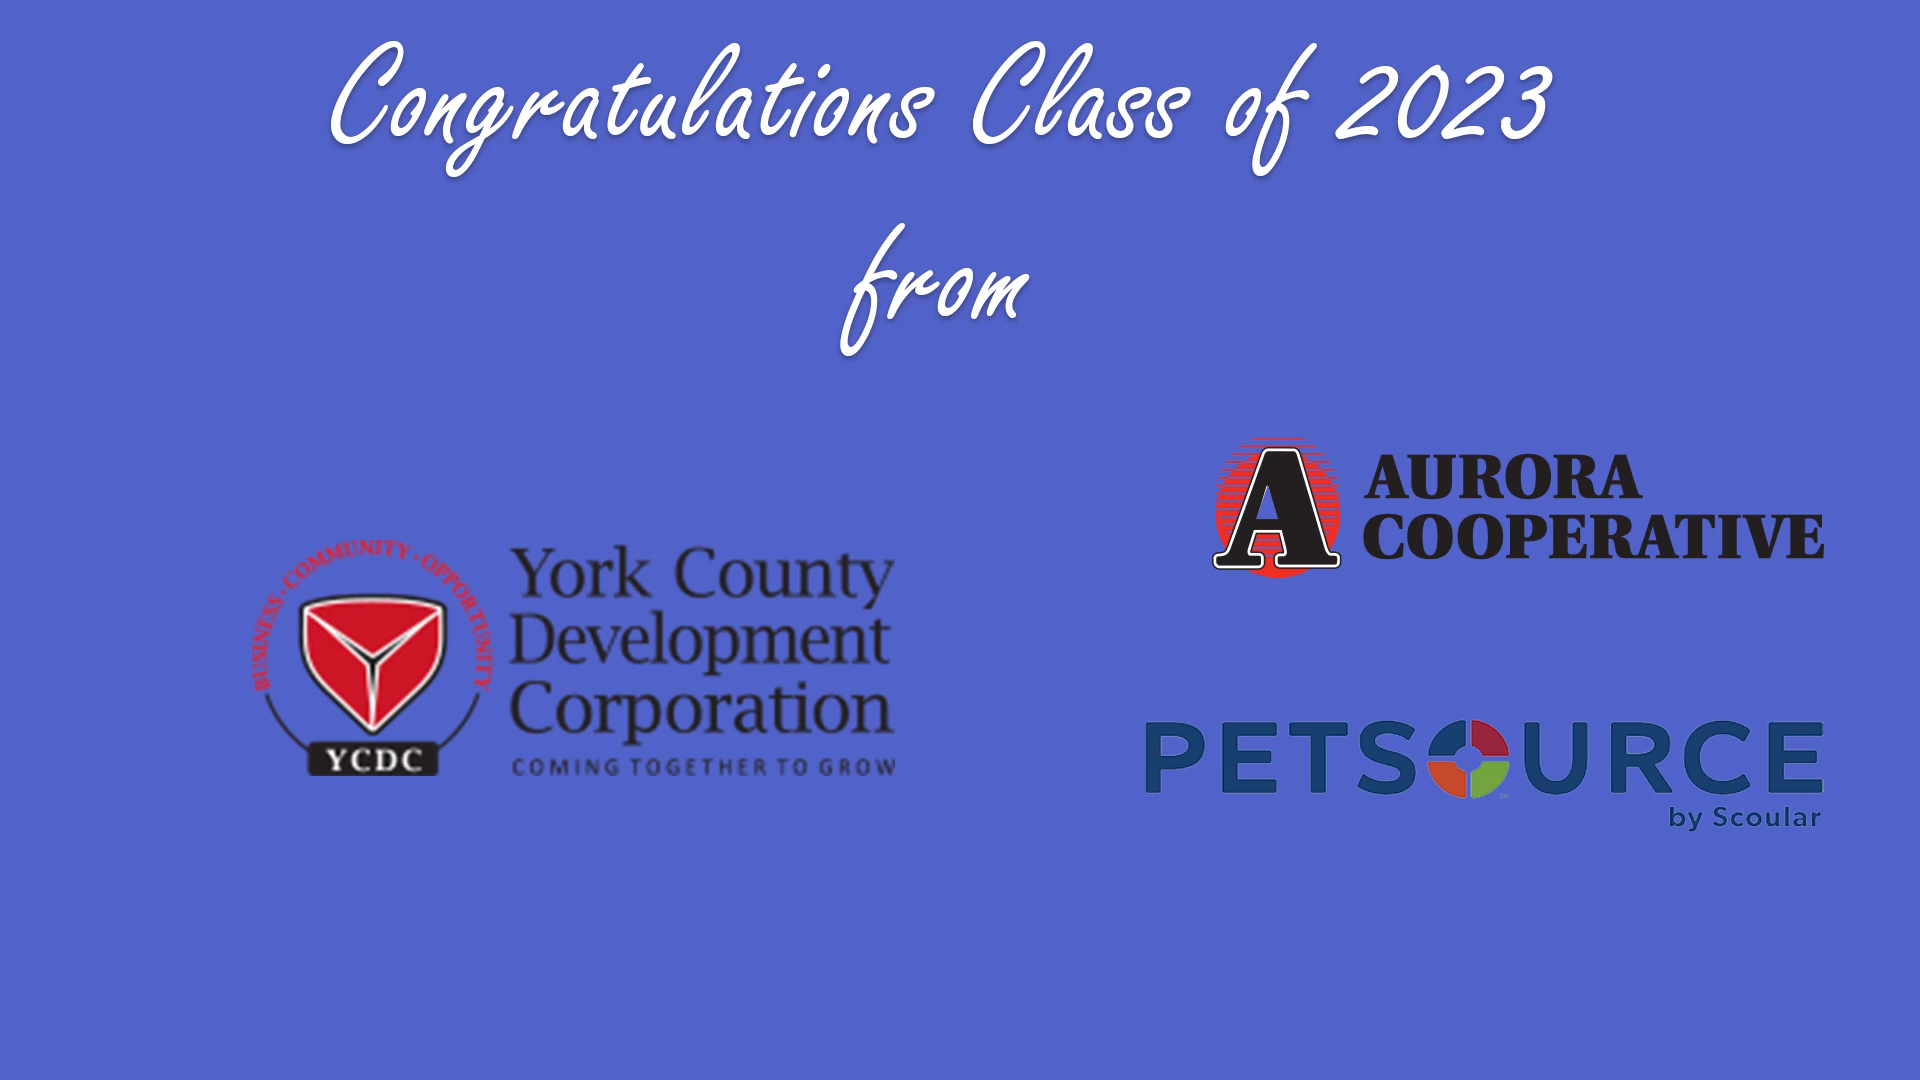 Congratulations Class of 2023
from
BUSINESS · COMMUNITY · OPPORTUNITY
YCDC
York County
Development
Corporation
COMING TOGETHER TO GROW
A
AURORA
COOPERATIVE
PETSOURCE
by Scoular